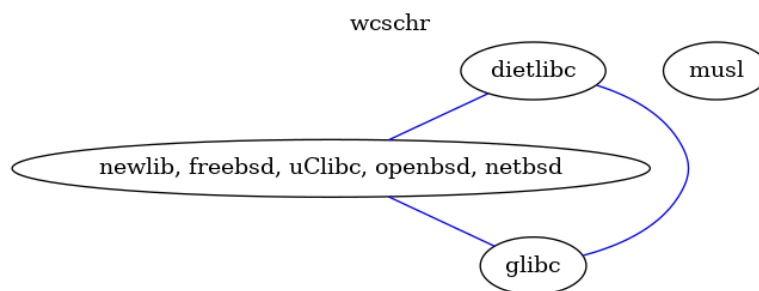 wcschr
dietlibc
musl
newlib, freebsd, uClibc, openbsd, netbsd
glibc